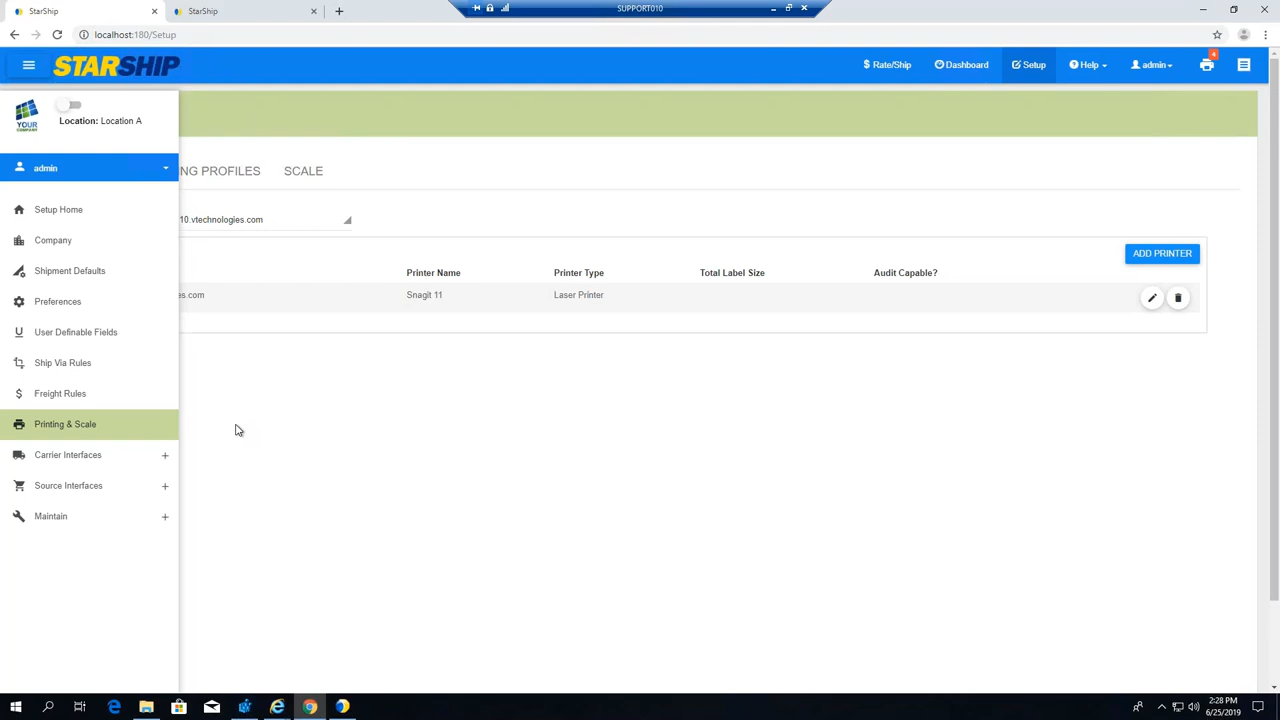 StarShip
StarShip
SUPPORT010
localhost:180/Setup
STARSHIP
$ Rate/Ship
Dashboard
Setup
Help
admin
4
YOUR
COMPANY
Location: Location A
admin
NG PROFILES
SCALE
Setup Home
10.vtechnologies.com
Company
ADD PRINTER
Shipment Defaults
Printer Name
Printer Type
Total Label Size
Audit Capable?
es.com
Snagit 11
Laser Printer
Preferences
User Definable Fields
Ship Via Rules
Freight Rules
Printing & Scale
Carrier Interfaces
Source Interfaces
Maintain
2:28 PM
6/25/2019